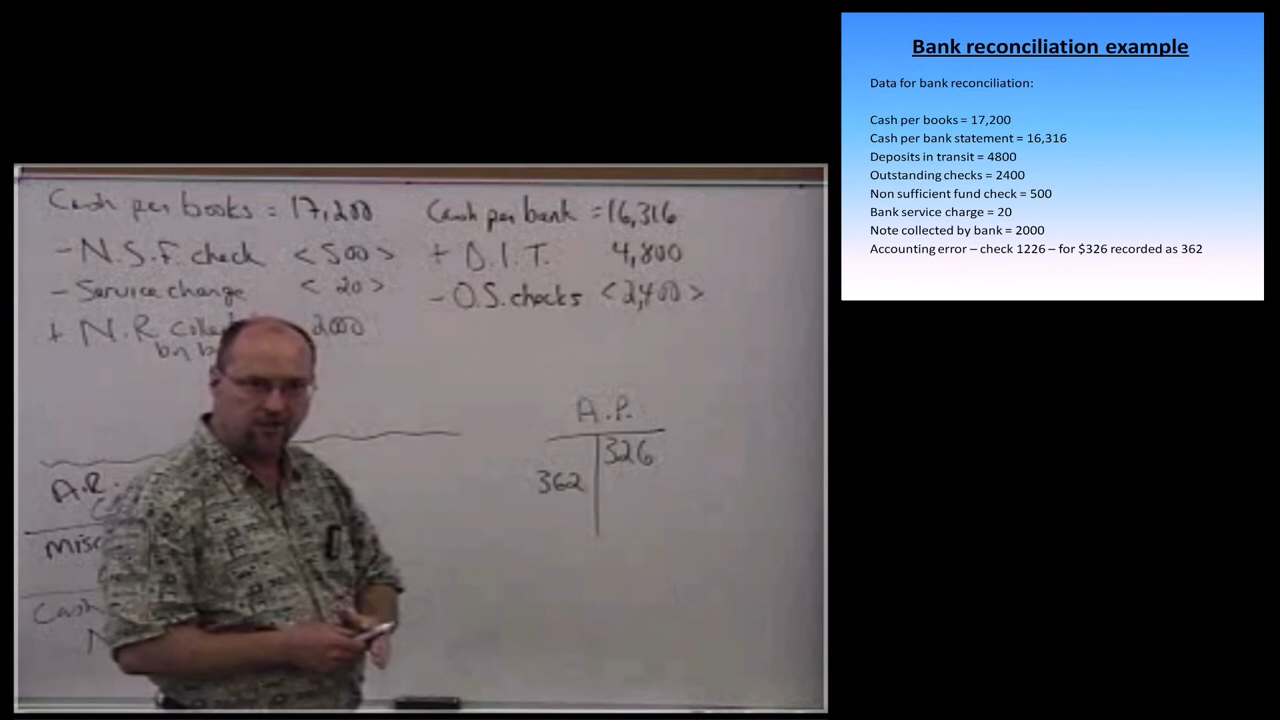 Bank reconciliation example
Data for bank reconciliation:
Cash per books = 17,200
Cash per bank statement = 16,316
Deposits in transit = 4800
Outstanding checks = 2400
Non sufficient fund check = 500
Bank service charge = 20
Note collected by bank = 2000
Accounting error – check 1226 – for $326 recorded as 362
Cash per books = 17,200
- N.S.F. check <500>
- Service charge <20>
+ N.R. 2000
Cash per bank = 16,316
+ D.I.T. 4,800
- O.S. checks <2,400>
A.P.
326
362
A.R.
misc
Cash